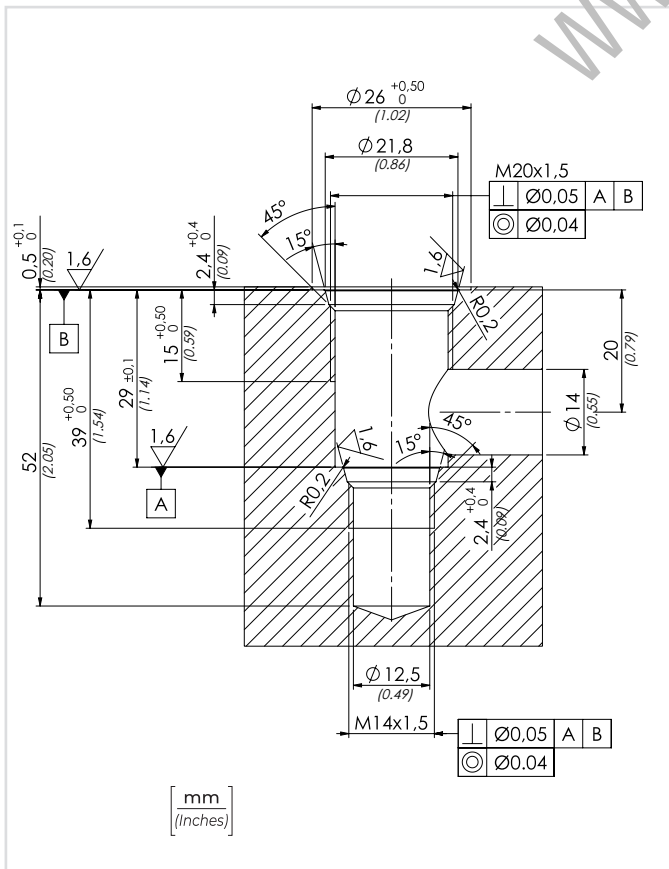 WW
Ø26 +0,50 0
(1.02)
Ø21,8
(0.86)
M20x1,5
⊥ Ø0,05 A B
◎ Ø0,04
45°
15°
2,4 +0,4 0
(0.09)
0,5 +0,1 0
(0.20)
1,6
1,6
R0,2
B
15 +0,50 0
(0.59)
29 ±0,1
(1.14)
39 +0,50 0
(1.54)
52
(2.05)
20
(0.79)
Ø14
(0.55)
1,6
A
1,6
R0,2
15°
45°
2,4 +0,4 0
(0.09)
Ø12,5
(0.49)
M14x1,5
⊥ Ø0,05 A B
◎ Ø0.04
mm
(Inches)